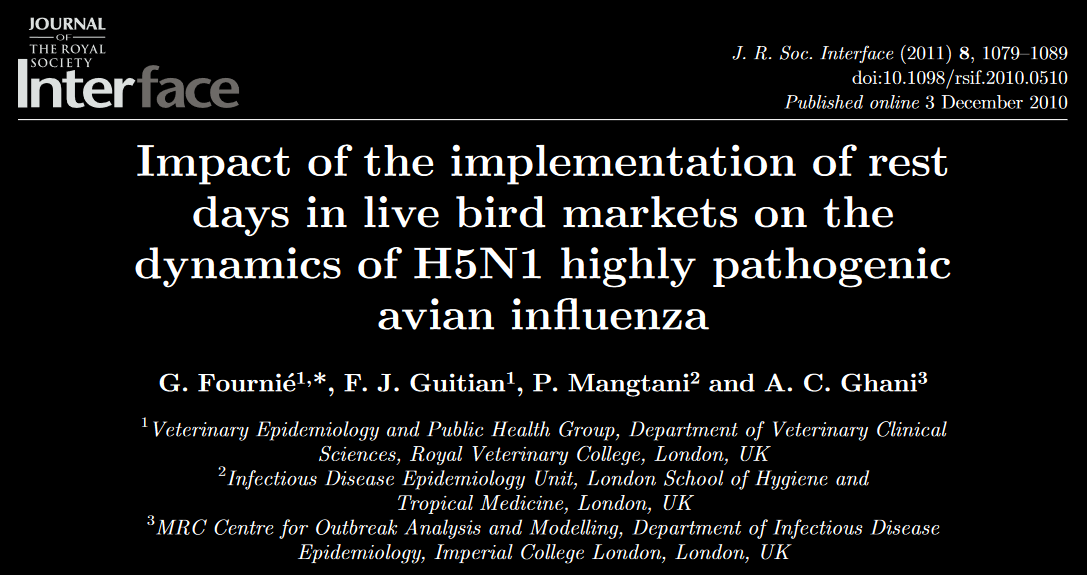 JOURNAL
OF
THE ROYAL
SOCIETY
Interface
J. R. Soc. Interface (2011) 8, 1079–1089
doi:10.1098/rsif.2010.0510
Published online 3 December 2010
Impact of the implementation of rest
days in live bird markets on the
dynamics of H5N1 highly pathogenic
avian influenza
G. Fournié1,*, F. J. Guitian1, P. Mangtani2 and A. C. Ghani3
1Veterinary Epidemiology and Public Health Group, Department of Veterinary Clinical
Sciences, Royal Veterinary College, London, UK
2Infectious Disease Epidemiology Unit, London School of Hygiene and
Tropical Medicine, London, UK
3MRC Centre for Outbreak Analysis and Modelling, Department of Infectious Disease
Epidemiology, Imperial College London, London, UK